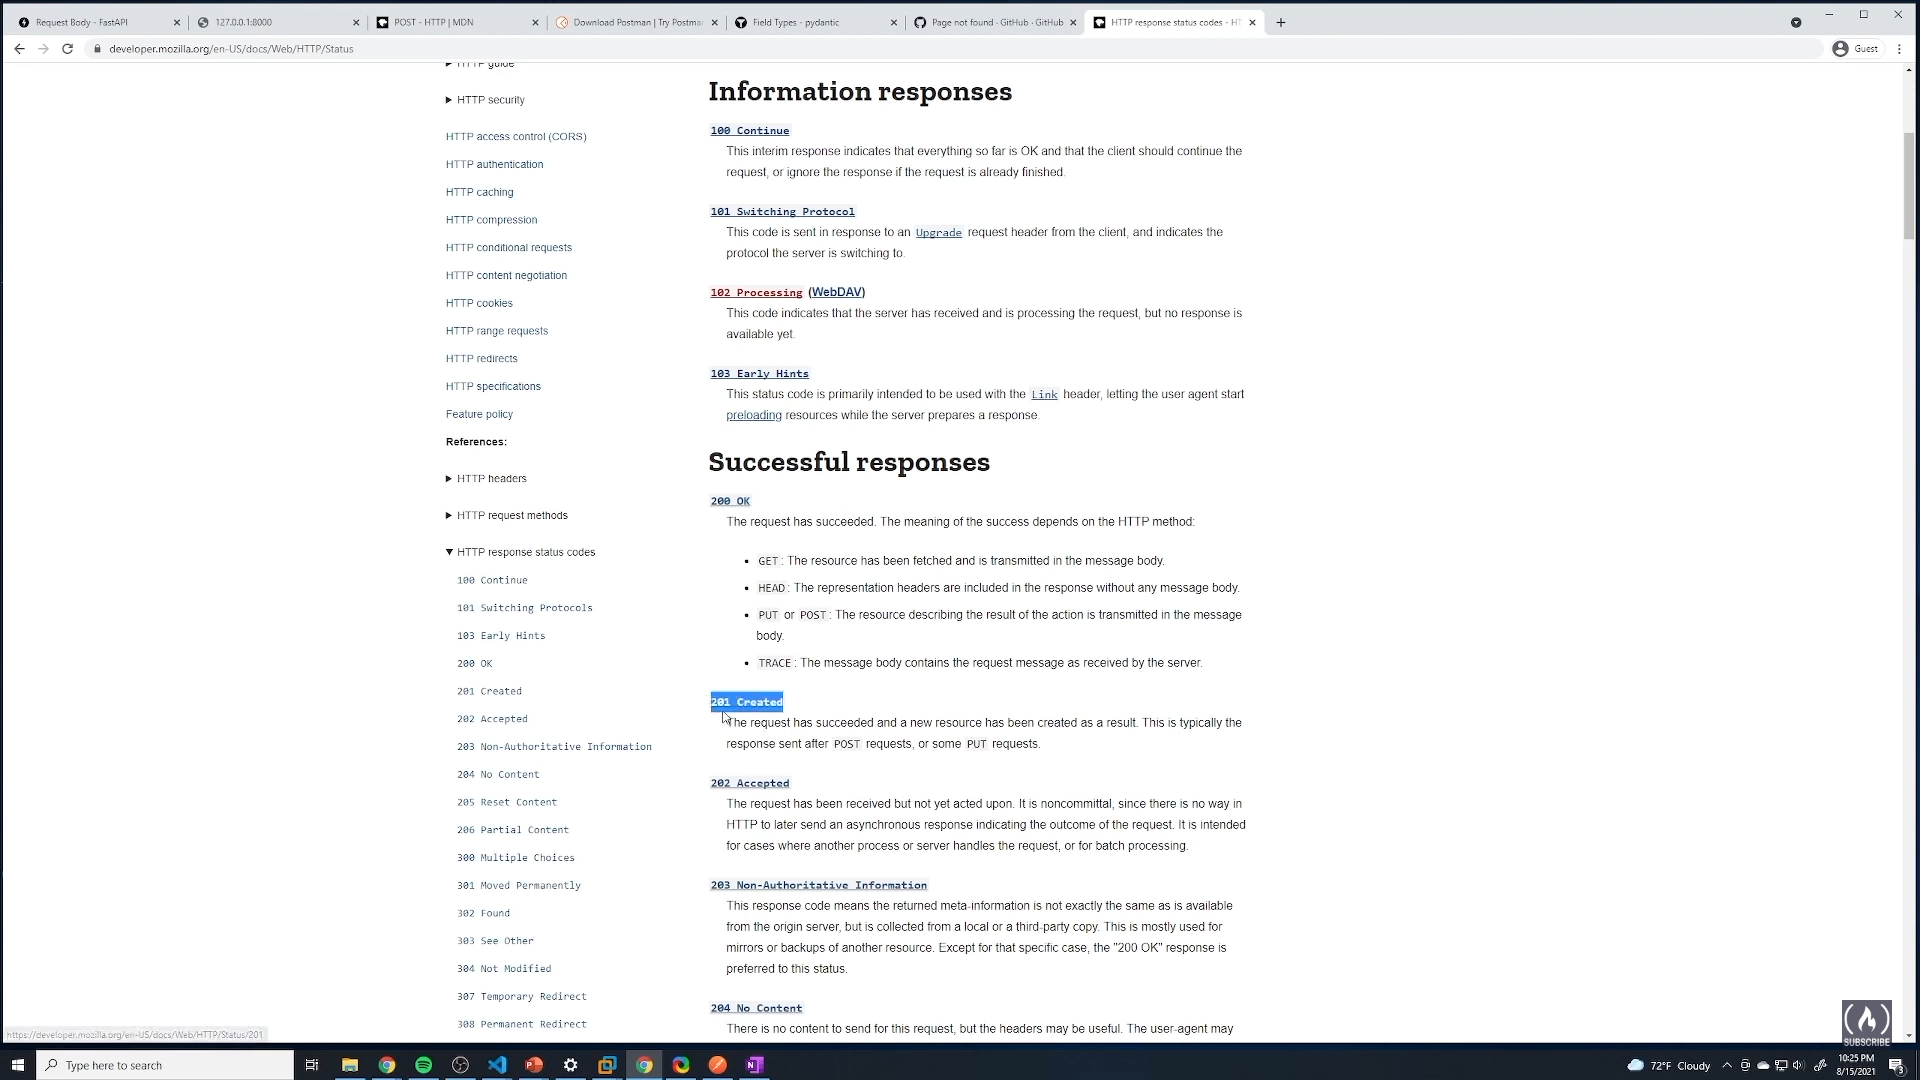 Request Body - FastAPI
127.0.0.1:8000
POST - HTTP | MDN
Download Postman | Try Postma
Field Types - pydantic
Page not found · GitHub · GitHub
HTTP response status codes - HT
developer.mozilla.org/en-US/docs/Web/HTTP/Status
Guest
HTTP guide
HTTP security
HTTP access control (CORS)
HTTP authentication
HTTP caching
HTTP compression
HTTP conditional requests
HTTP content negotiation
HTTP cookies
HTTP range requests
HTTP redirects
HTTP specifications
Feature policy
References:
HTTP headers
HTTP request methods
HTTP response status codes
100 Continue
101 Switching Protocols
103 Early Hints
200 OK
201 Created
202 Accepted
203 Non-Authoritative Information
204 No Content
205 Reset Content
206 Partial Content
300 Multiple Choices
301 Moved Permanently
302 Found
303 See Other
304 Not Modified
307 Temporary Redirect
308 Permanent Redirect
Information responses
100 Continue
This interim response indicates that everything so far is OK and that the client should continue the
request, or ignore the response if the request is already finished.
101 Switching Protocol
This code is sent in response to an Upgrade request header from the client, and indicates the
protocol the server is switching to.
102 Processing (WebDAV)
This code indicates that the server has received and is processing the request, but no response is
available yet.
103 Early Hints
This status code is primarily intended to be used with the Link header, letting the user agent start
preloading resources while the server prepares a response.
Successful responses
200 OK
The request has succeeded. The meaning of the success depends on the HTTP method:
• GET: The resource has been fetched and is transmitted in the message body.
• HEAD: The representation headers are included in the response without any message body.
• PUT or POST: The resource describing the result of the action is transmitted in the message
body.
• TRACE: The message body contains the request message as received by the server.
201 Created
The request has succeeded and a new resource has been created as a result. This is typically the
response sent after POST requests, or some PUT requests.
202 Accepted
The request has been received but not yet acted upon. It is noncommittal, since there is no way in
HTTP to later send an asynchronous response indicating the outcome of the request. It is intended
for cases where another process or server handles the request, or for batch processing.
203 Non-Authoritative Information
This response code means the returned meta-information is not exactly the same as is available
from the origin server, but is collected from a local or a third-party copy. This is mostly used for
mirrors or backups of another resource. Except for that specific case, the "200 OK" response is
preferred to this status.
204 No Content
There is no content to send for this request, but the headers may be useful. The user-agent may
https://developer.mozilla.org/en-US/docs/Web/HTTP/Status/201
SUBSCRIBE
Type here to search
72°F Cloudy
10:25 PM
8/15/2021
3